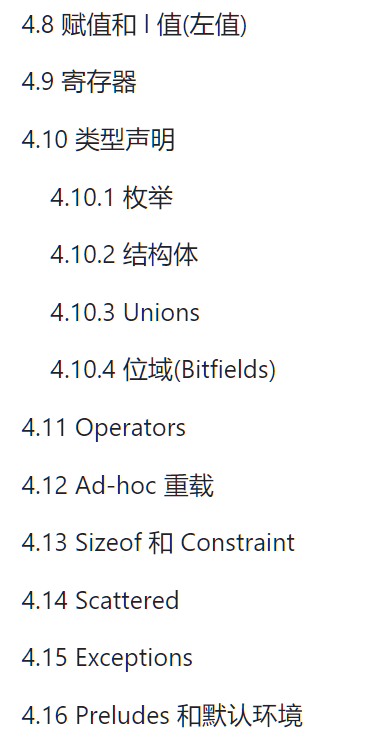 4.8 赋值和 l 值(左值)
4.9 寄存器
4.10 类型声明
4.10.1 枚举
4.10.2 结构体
4.10.3 Unions
4.10.4 位域(Bitfields)
4.11 Operators
4.12 Ad-hoc 重载
4.13 Sizeof 和 Constraint
4.14 Scattered
4.15 Exceptions
4.16 Preludes 和默认环境